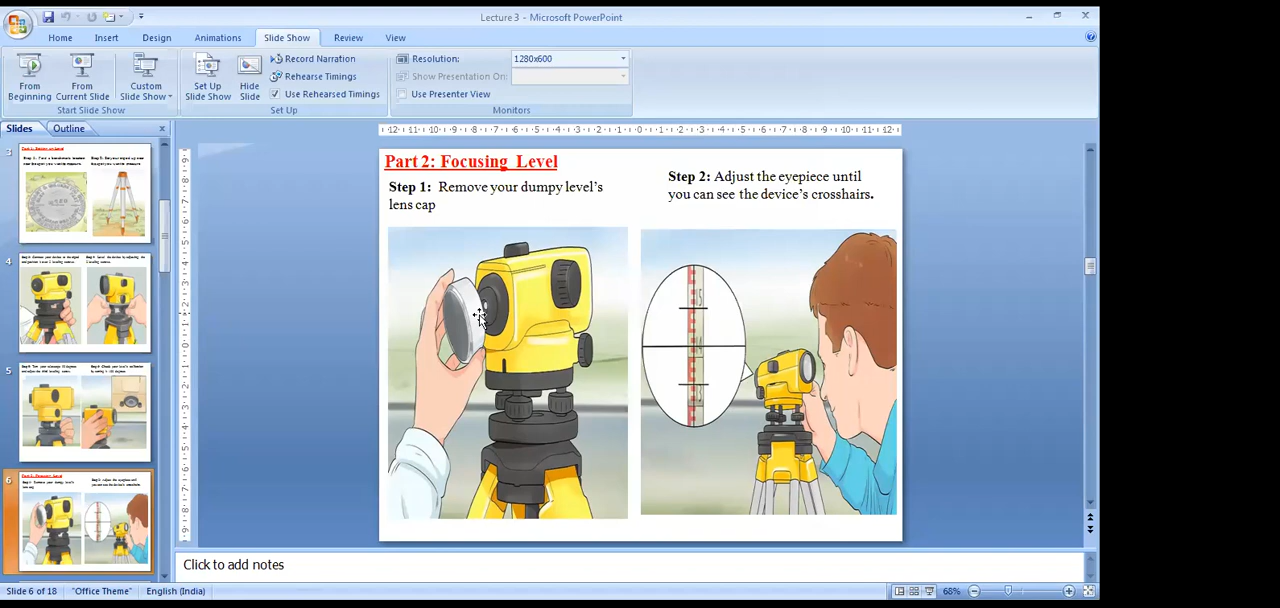 Lecture 3 - Microsoft PowerPoint
Home Insert Design Animations Slide Show Review View
From Beginning
From Current Slide
Custom Slide Show
Start Slide Show
Set Up Slide Show
Hide Slide
Record Narration
Rehearse Timings
Use Rehearsed Timings
Set Up
Resolution: 1280x600
Show Presentation On:
Use Presenter View
Monitors
Slides Outline
3
4
5
6
Part 2: Focusing Level
Step 1: Remove your dumpy level's
lens cap
Step 2: Adjust the eyepiece until
you can see the device's crosshairs.
Click to add notes
Slide 6 of 18 "Office Theme" English (India) 68%